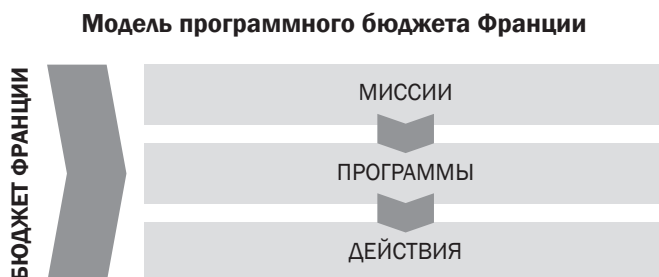 Модель программного бюджета Франции
БЮДЖЕТ ФРАНЦИИ
МИССИИ
ПРОГРАММЫ
ДЕЙСТВИЯ